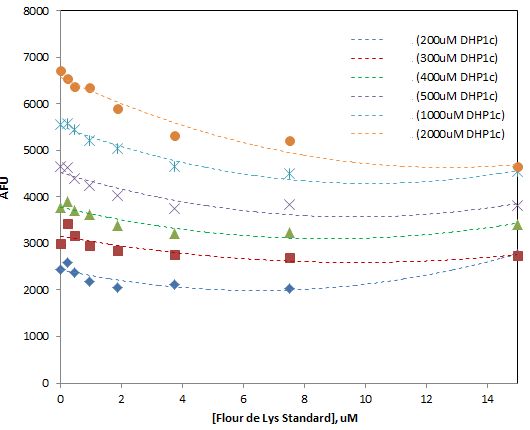 8000
7000
6000
5000
4000
3000
2000
1000
0
AFU
(200uM DHP1c)
(300uM DHP1c)
(400uM DHP1c)
(500uM DHP1c)
(1000uM DHP1c)
(2000uM DHP1c)
0 2 4 6 8 10 12 14
[Flour de Lys Standard], uM